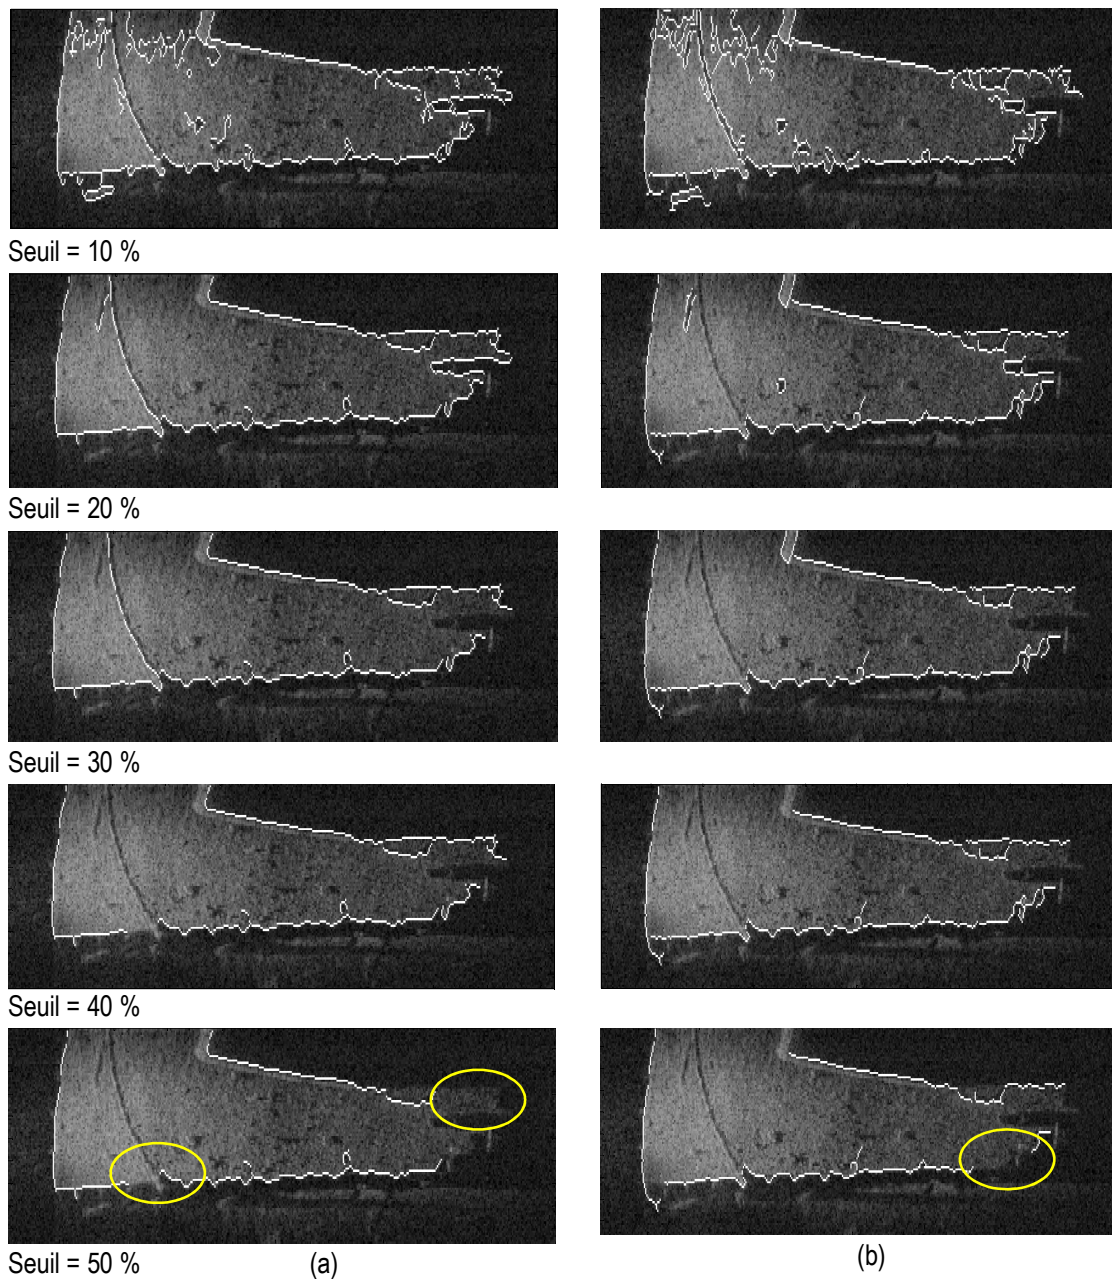 Seuil = 10 %
Seuil = 20 %
Seuil = 30 %
Seuil = 40 %
Seuil = 50 %
(a)
(b)